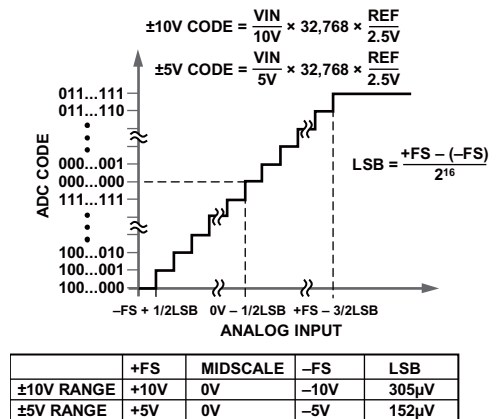 ±10V CODE = VIN/10V × 32,768 × REF/2.5V
±5V CODE = VIN/5V × 32,768 × REF/2.5V
011...111
011...110
000...001
000...000
111...111
100...010
100...001
100...000
ADC CODE
LSB = +FS – (–FS)/2¹⁶
–FS + 1/2LSB 0V – 1/2LSB +FS – 3/2LSB
ANALOG INPUT
+FS MIDSCALE –FS LSB
±10V RANGE +10V 0V –10V 305µV
±5V RANGE +5V 0V –5V 152µV